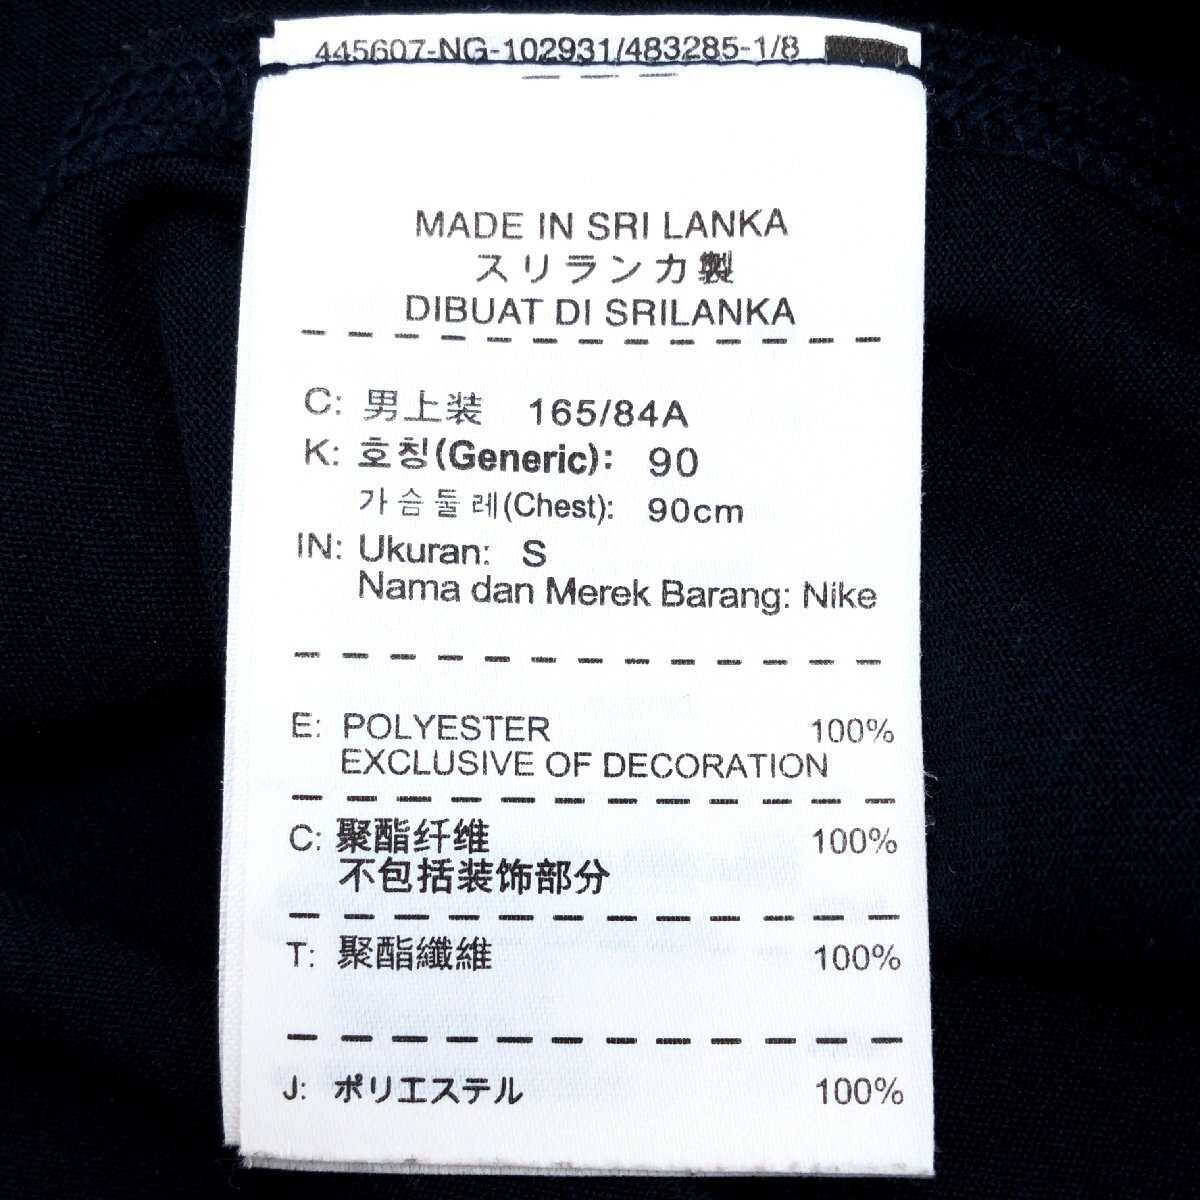 445607-NG-102931/483285-1/8
MADE IN SRI LANKA
スリランカ製
DIBUAT DI SRILANKA
C: 男上装 165/84A
K: 호칭(Generic): 90
가슴둘레(Chest): 90cm
IN: Ukuran: S
Nama dan Merek Barang: Nike
E: POLYESTER 100%
EXCLUSIVE OF DECORATION
C: 聚酯纤维 100%
不包括装饰部分
T: 聚酯纖維 100%
J: ポリエステル 100%